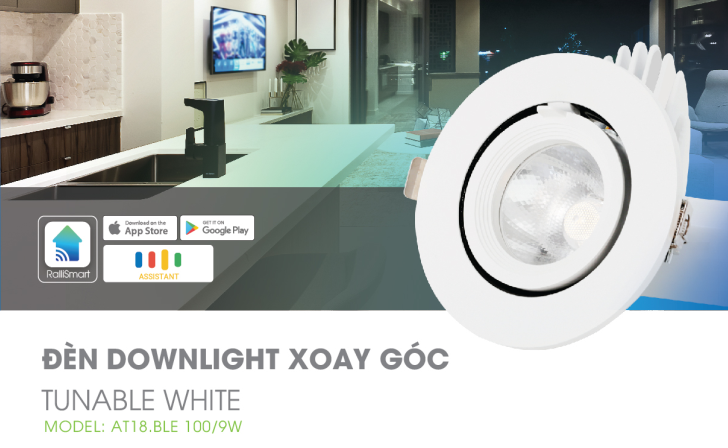 RalliSmart
Download on the
App Store
GET IT ON
Google Play
ASSISTANT
ĐÈN DOWNLIGHT XOAY GÓC
TUNABLE WHITE
MODEL: AT18.BLE 100/9W